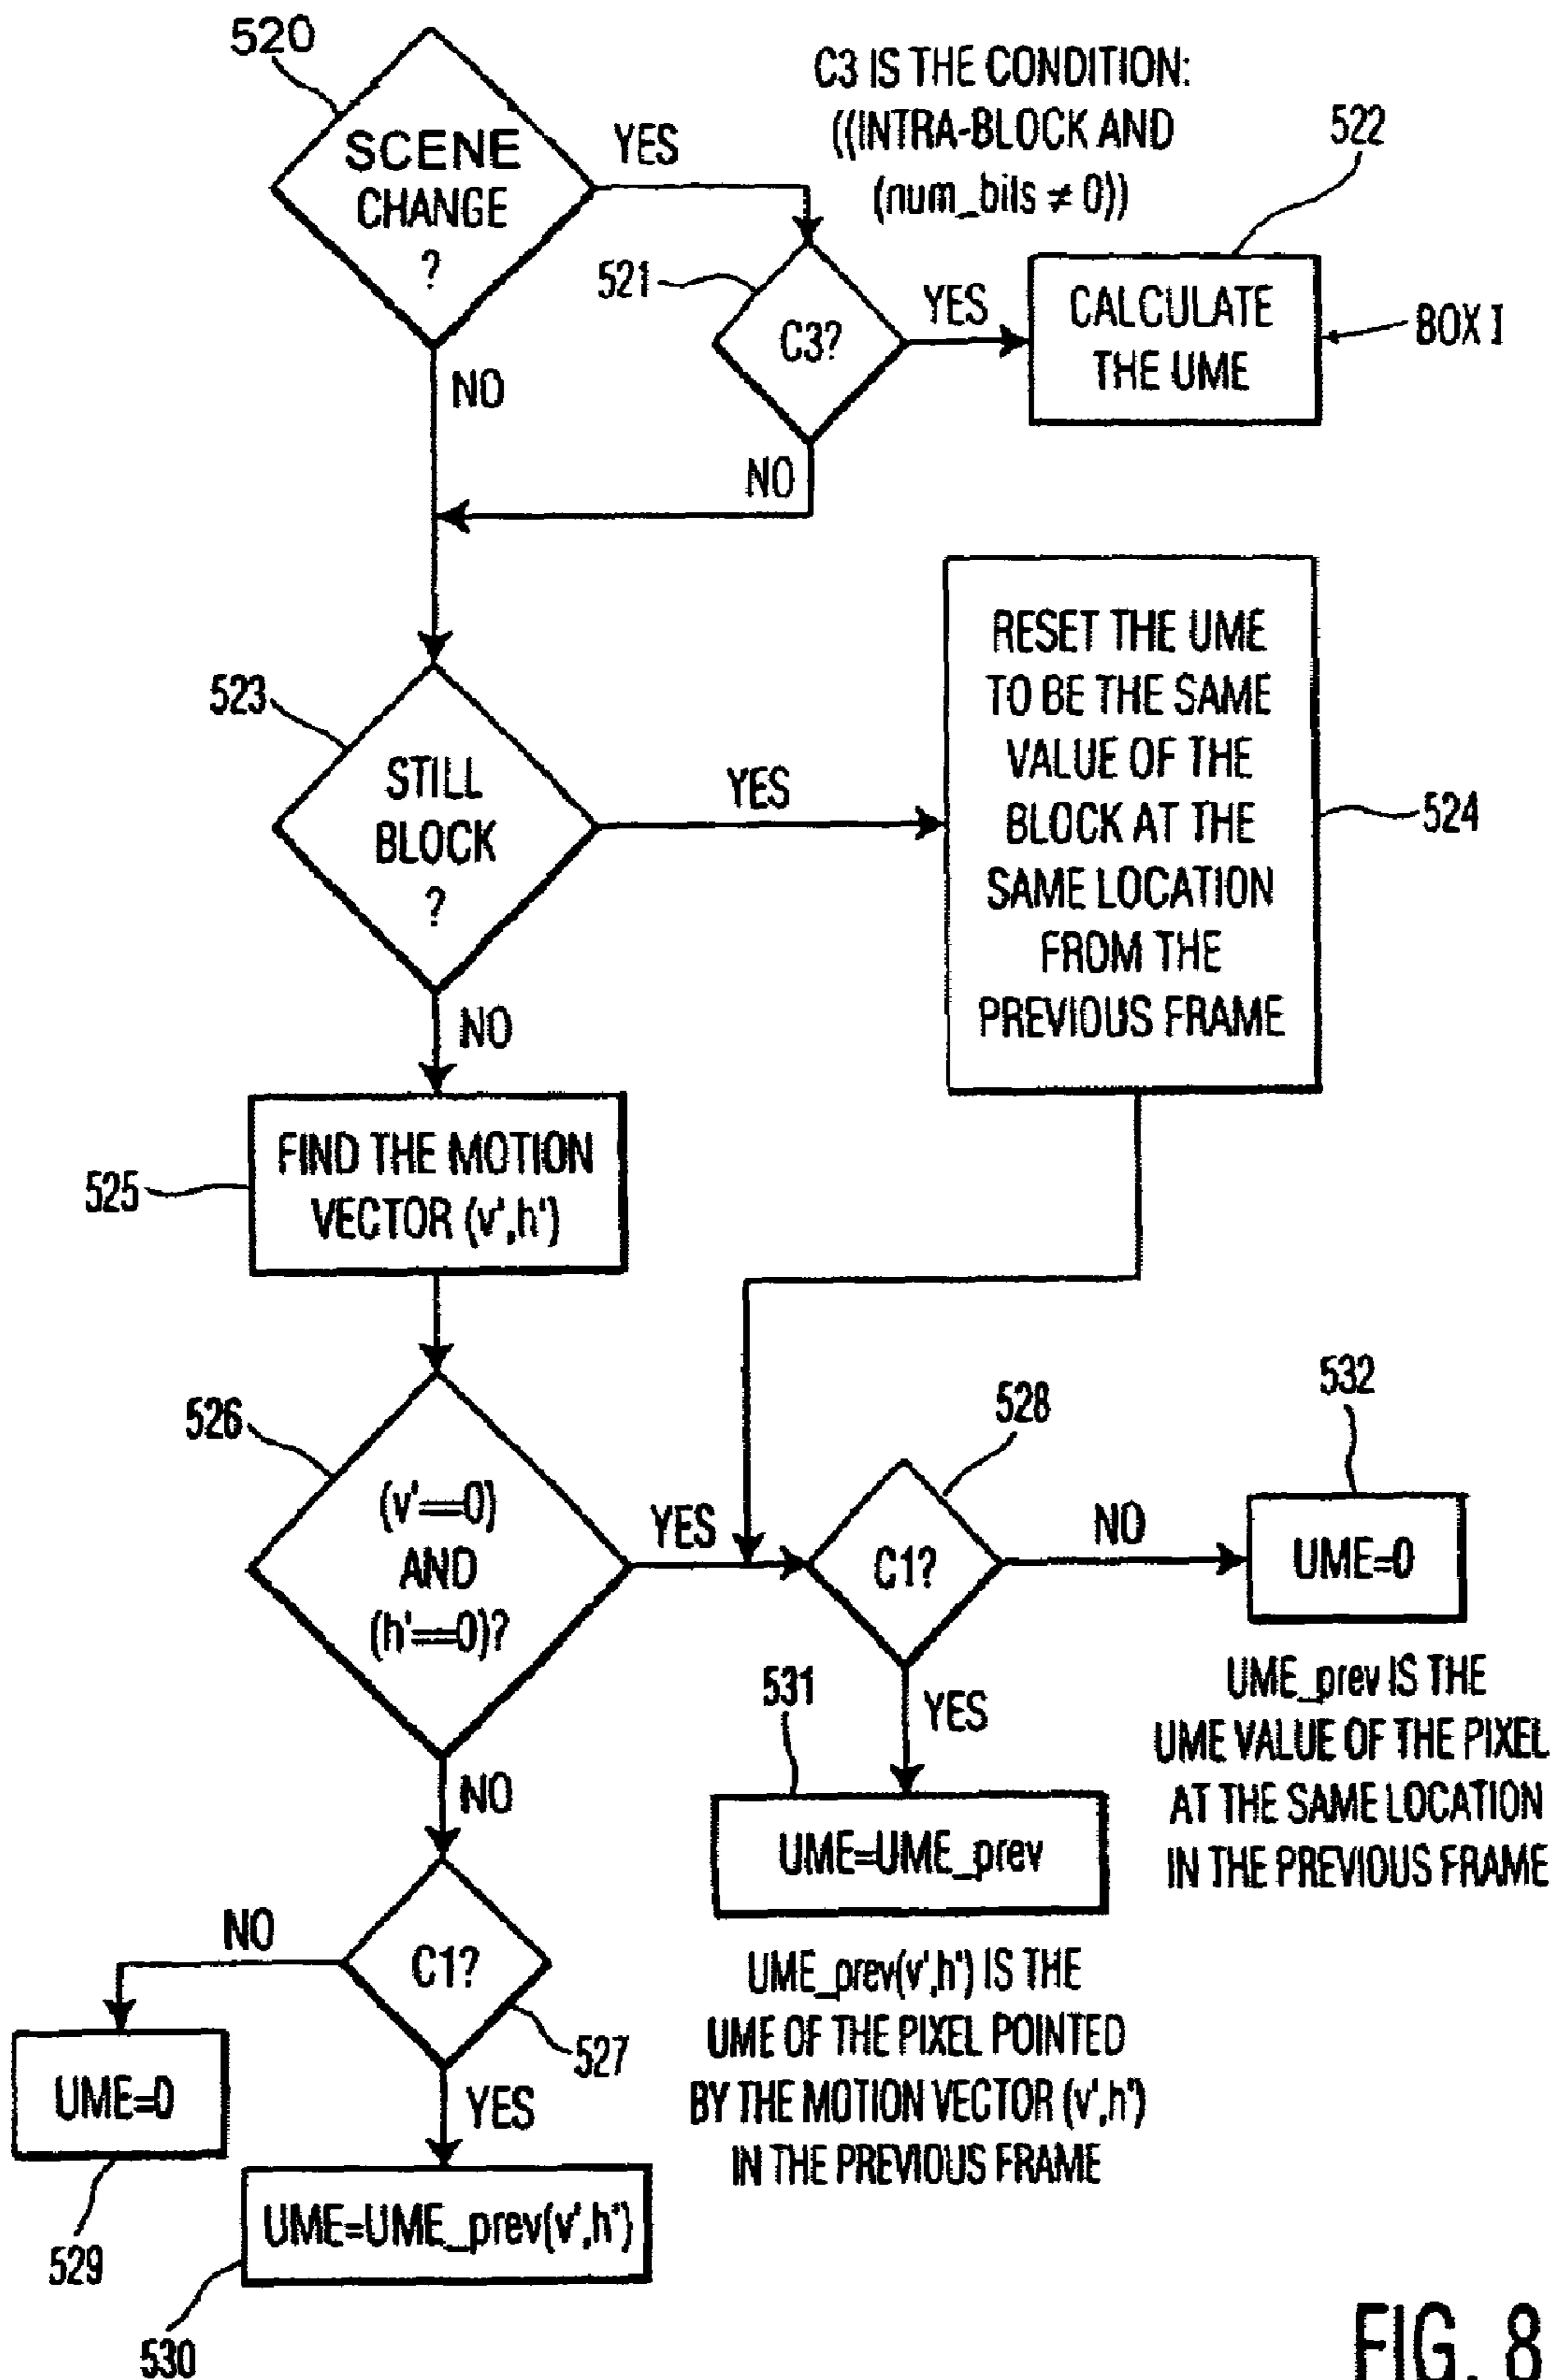 520
SCENE
CHANGE
?
YES
NO
C3 IS THE CONDITION:
((INTRA-BLOCK AND
(num_bils ≠ 0))
521
C3?
YES
NO
522
CALCULATE
THE UME
BOX I
523
STILL
BLOCK
?
YES
NO
RESET THE UME
TO BE THE SAME
VALUE OF THE
BLOCK AT THE
SAME LOCATION
FROM THE
PREVIOUS FRAME
524
525
FIND THE MOTION
VECTOR (v',h')
526
(v'==0)
AND
(h'==0)?
YES
NO
528
C1?
NO
YES
532
UME=0
UME_prev IS THE
UME VALUE OF THE PIXEL
AT THE SAME LOCATION
IN THE PREVIOUS FRAME
531
UME=UME_prev
UME_prev(v',h') IS THE
UME OF THE PIXEL POINTED
BY THE MOTION VECTOR (v',h')
IN THE PREVIOUS FRAME
C1?
527
NO
YES
UME=0
529
UME=UME_prev(v',h')
530
FIG. 8